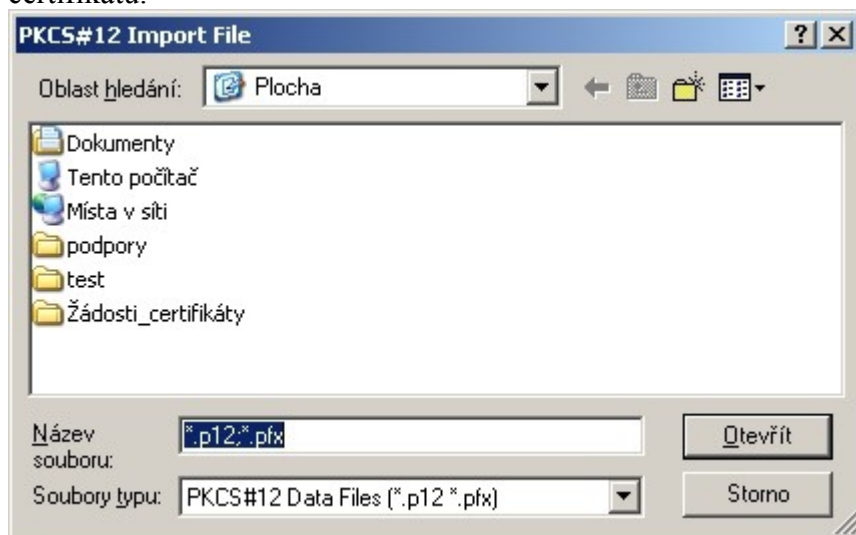 PKCS#12 Import File
Oblast hledání: Plocha
Dokumenty
Tento počítač
Místa v síti
podpory
test
Žádosti_certifikáty
Název souboru: *.p12;*.pfx Otevřít
Soubory typu: PKCS#12 Data Files (*.p12 *.pfx) Storno